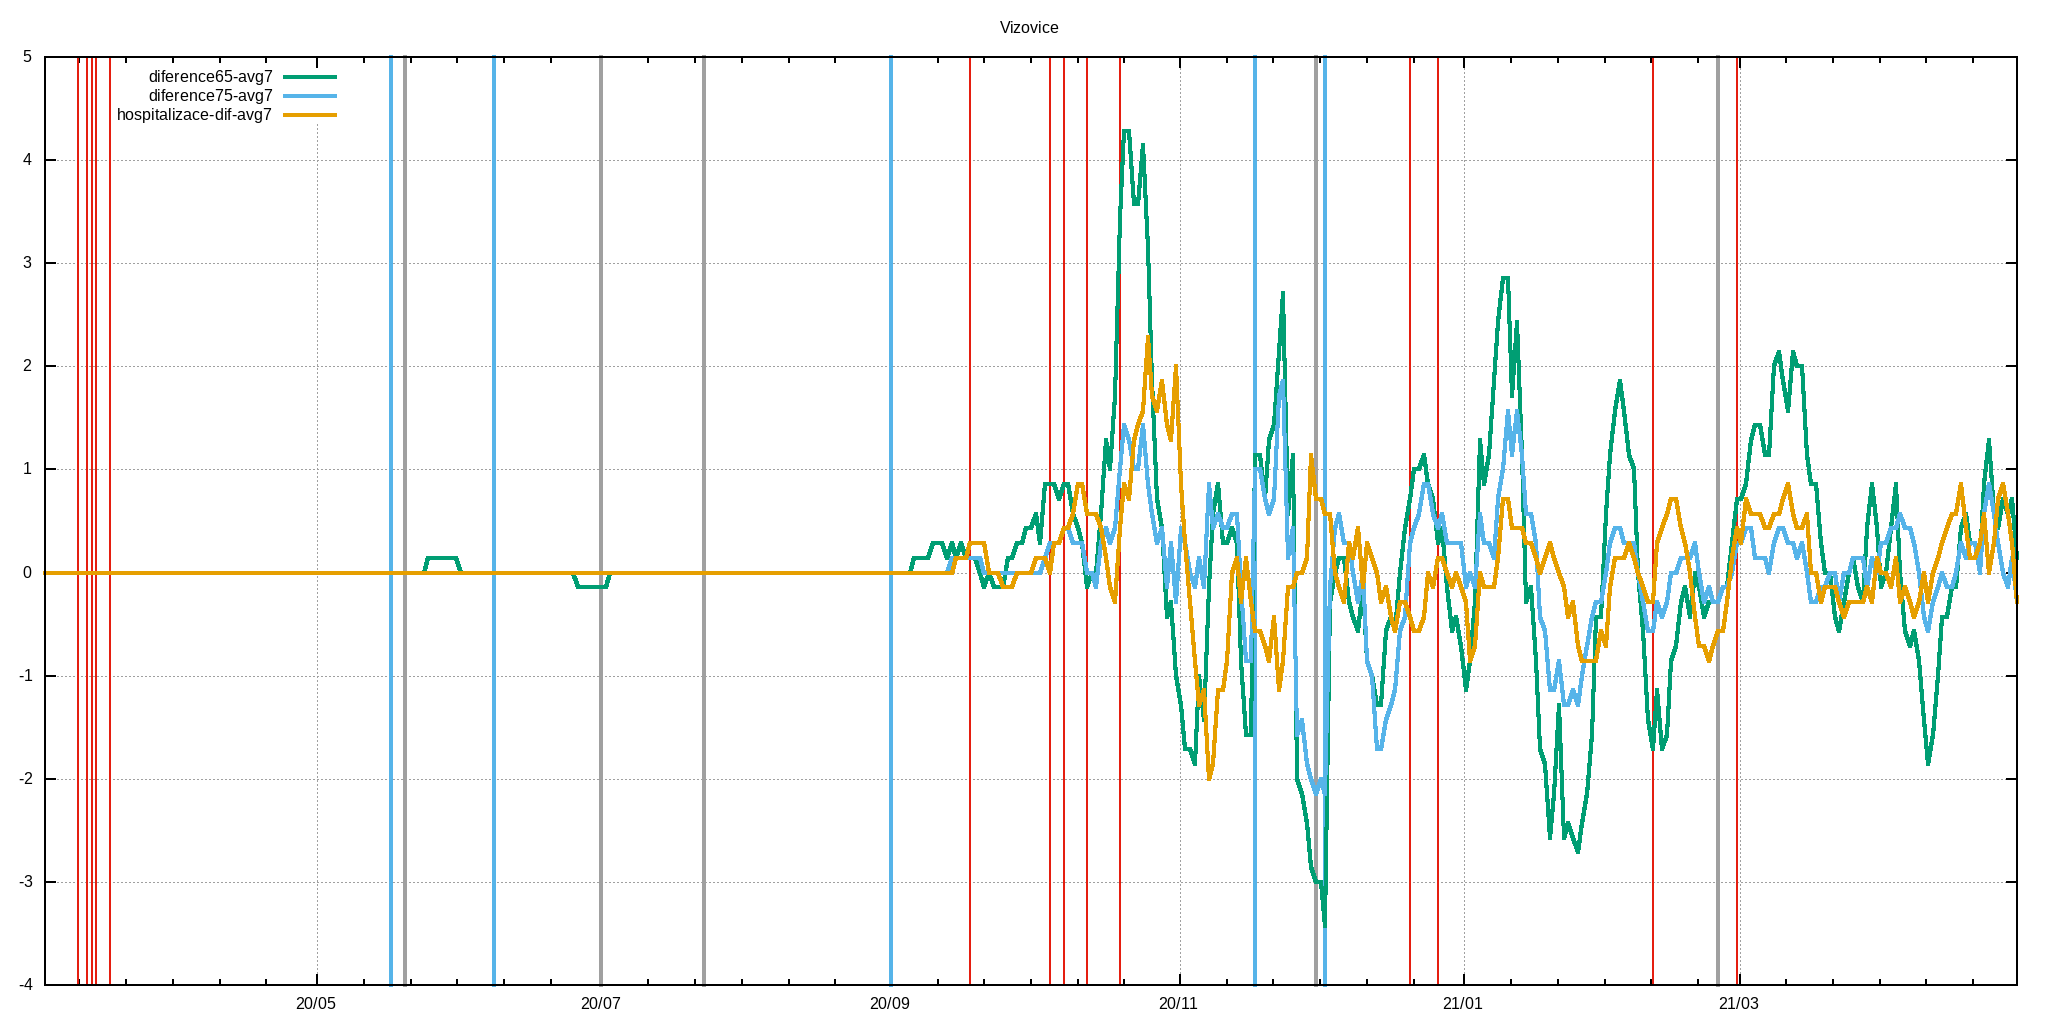 Vizovice
5
diference65-avg7
diference75-avg7
hospitalizace-dif-avg7
4
3
2
1
0
-1
-2
-3
-4
20/05 20/07 20/09 20/11 21/01 21/03